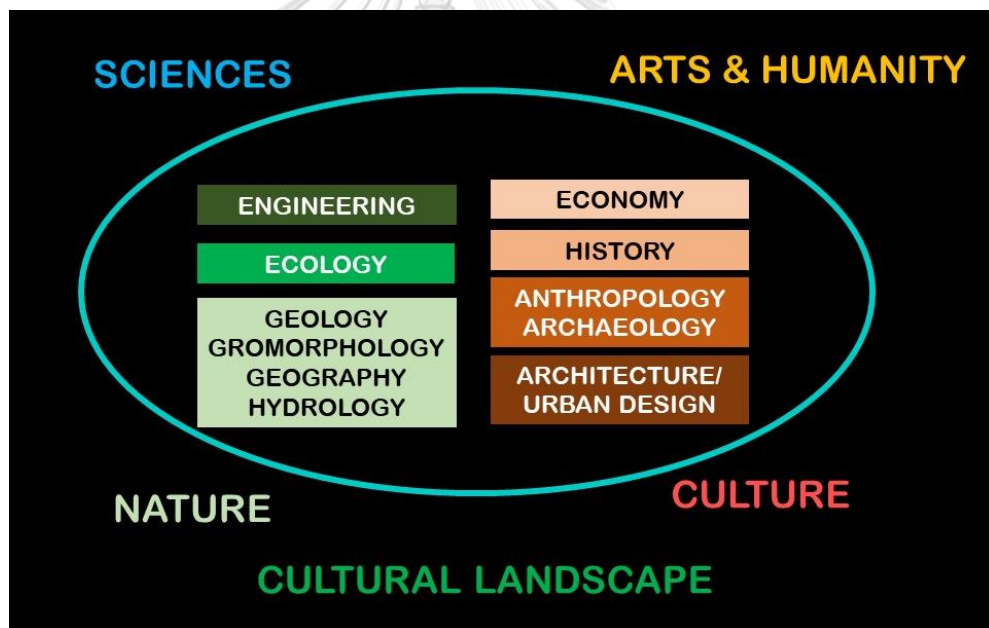 SCIENCES
ARTS & HUMANITY
ENGINEERING
ECOLOGY
GEOLOGY
GROMORPHOLOGY
GEOGRAPHY
HYDROLOGY
ECONOMY
HISTORY
ANTHROPOLOGY
ARCHAEOLOGY
ARCHITECTURE/
URBAN DESIGN
NATURE
CULTURE
CULTURAL LANDSCAPE